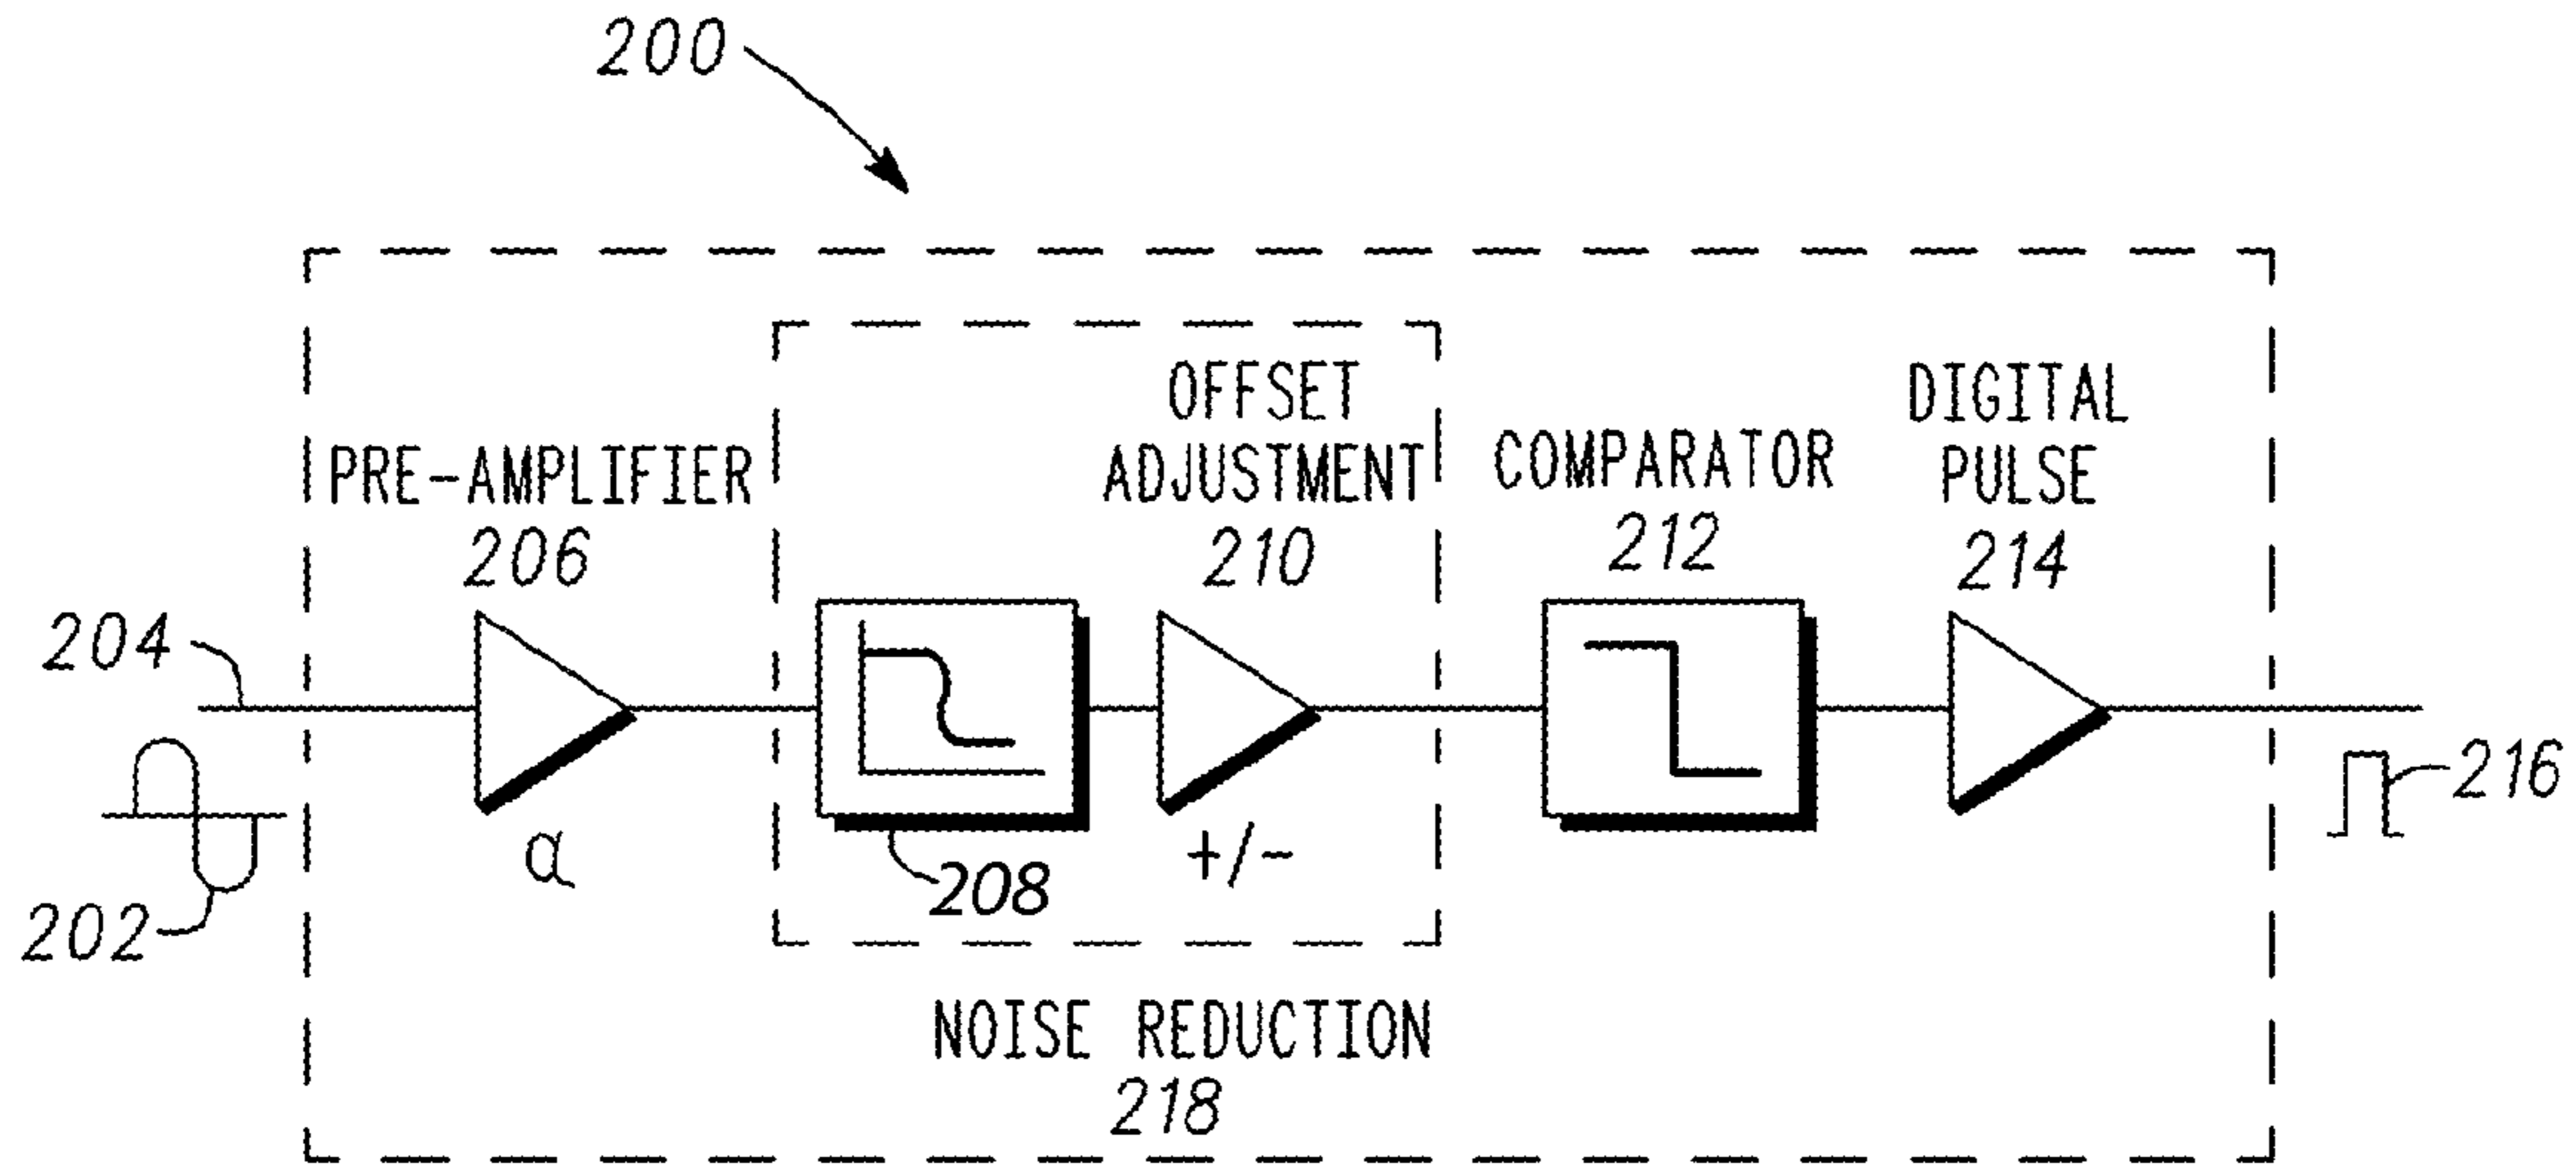 200
OFFSET
ADJUSTMENT
210
DIGITAL
PULSE
214
PRE-AMPLIFIER
206
COMPARATOR
212
204
202
α
208
+/-
216
NOISE REDUCTION
218